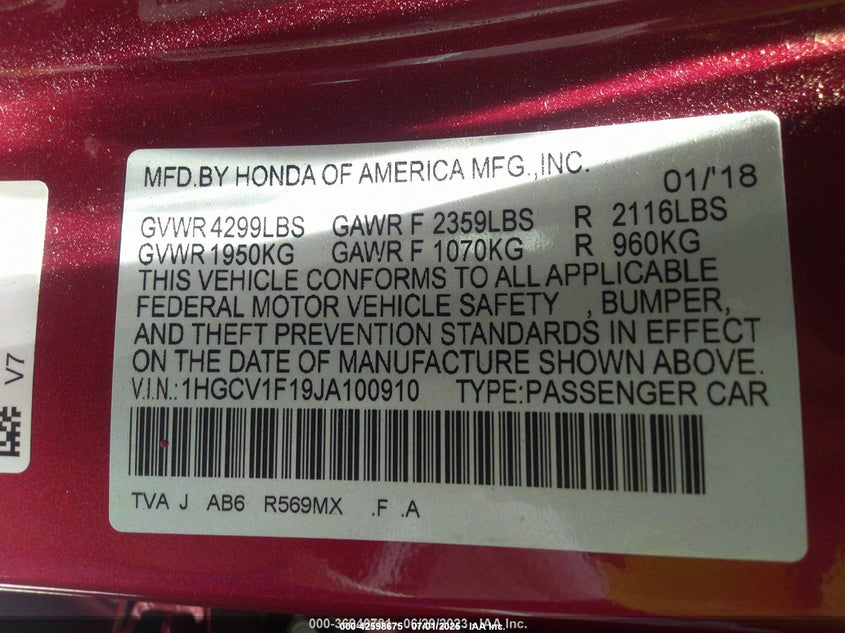 MFD.BY HONDA OF AMERICA MFG.,INC. 01/'18
GVWR 4299LBS GAWR F 2359LBS R 2116LBS
GVWR 1950KG GAWR F 1070KG R 960KG
THIS VEHICLE CONFORMS TO ALL APPLICABLE
FEDERAL MOTOR VEHICLE SAFETY , BUMPER,
AND THEFT PREVENTION STANDARDS IN EFFECT
ON THE DATE OF MANUFACTURE SHOWN ABOVE.
V.I.N.: 1HGCV1F19JA100910 TYPE:PASSENGER CAR
TVA J AB6 R569MX .F .A
V7
IAA Inc.